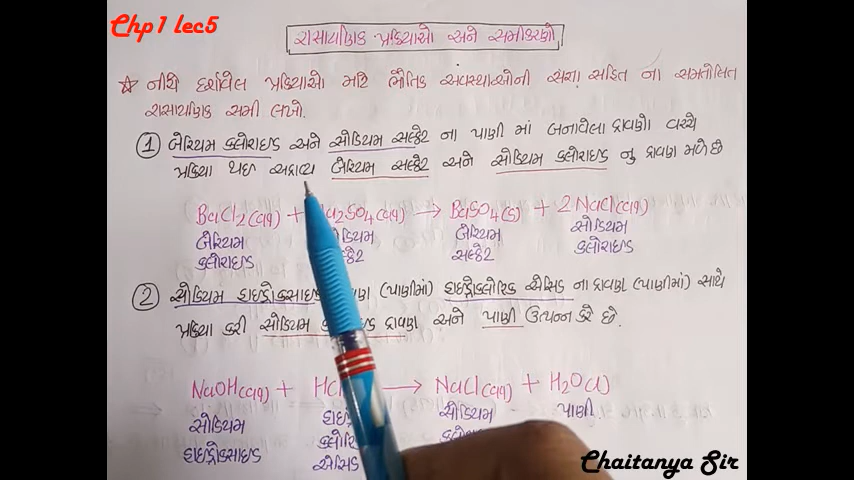 Chp1 lec5
રાસાયણિક પ્રક્રિયાઓ અને સમીકરણો
☆ નીચે દર્શાવેલ પ્રક્રિયાઓ માટે ભૌતિક અવસ્થાઓની સંજ્ઞા સહિત ના સમતોલિત
રાસાયણિક સમી લખો.
① બેરિયમ ક્લોરાઇડ અને સોડિયમ સલ્ફેટ ના પાણી માં બનાવેલા દ્રાવણો વચ્ચે
પ્રક્રિયા થઇ અદ્રાવ્ય બેરિયમ સલ્ફેટ અને સોડિયમ ક્લોરાઇડ નુ દ્રાવણ મળે છે
BaCl2(aq) + Na2SO4(aq) → BaSO4(s) + 2NaCl(aq)
બેરિયમ સોડિયમ બેરિયમ સોડિયમ
ક્લોરાઇડ સલ્ફેટ સલ્ફેટ ક્લોરાઇડ
② સોડિયમ હાઇડ્રોક્સાઇડ દ્રાવણ (પાણીમાં) હાઇડ્રોક્લોરિક એસિડ ના દ્રાવણ (પાણીમાં) સાથે
પ્રક્રિયા કરી સોડિયમ ક્લોરાઇડ દ્રાવણ અને પાણી ઉત્પન્ન કરે છે.
NaOH(aq) + HCl → NaCl(aq) + H2O(l)
સોડિયમ સોડિયમ પાણી
હાઇડ્રોક્સાઇડ
એસિડ
Chaitanya Sir